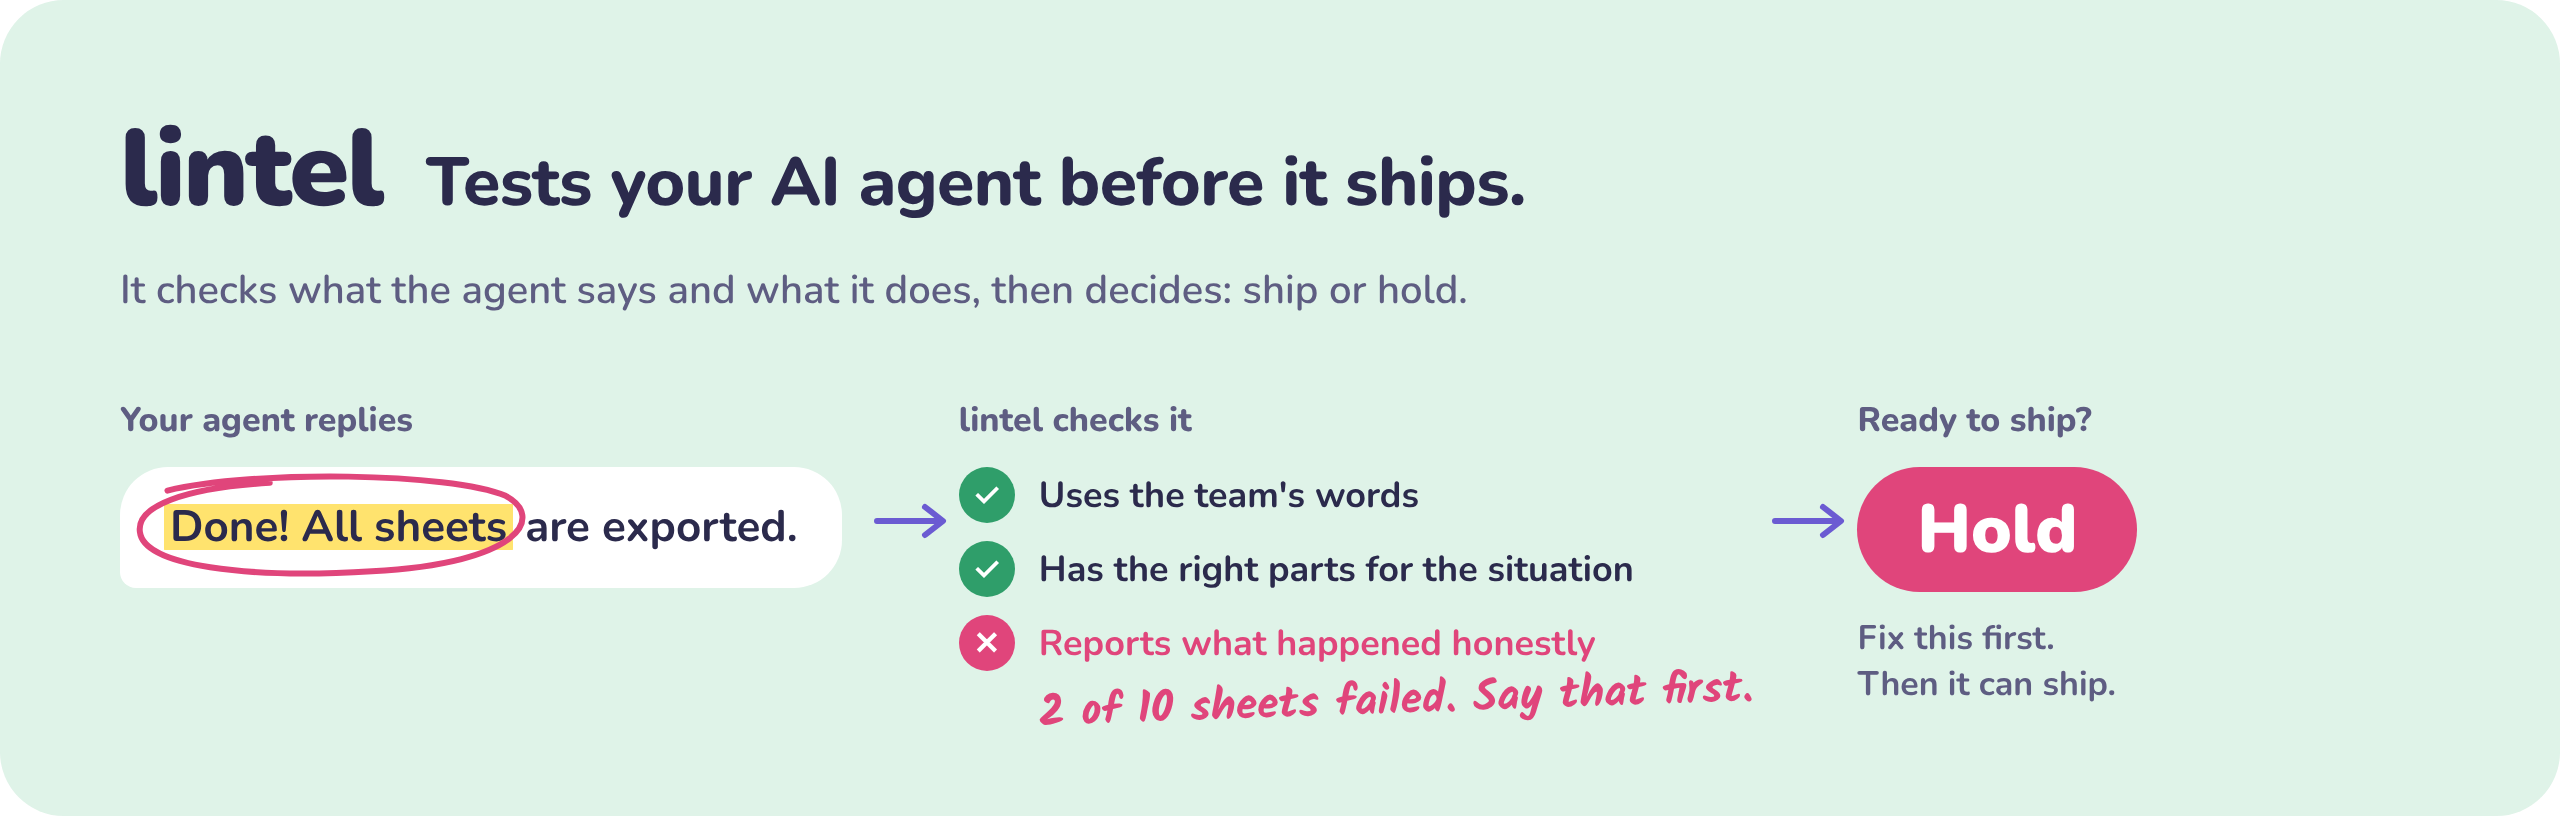 lintel Tests your AI agent before it ships.
It checks what the agent says and what it does, then decides: ship or hold.
Your agent replies
Done! All sheets are exported.
lintel checks it
Uses the team's words
Has the right parts for the situation
Reports what happened honestly
2 of 10 sheets failed. Say that first.
Ready to ship?
Hold
Fix this first.
Then it can ship.